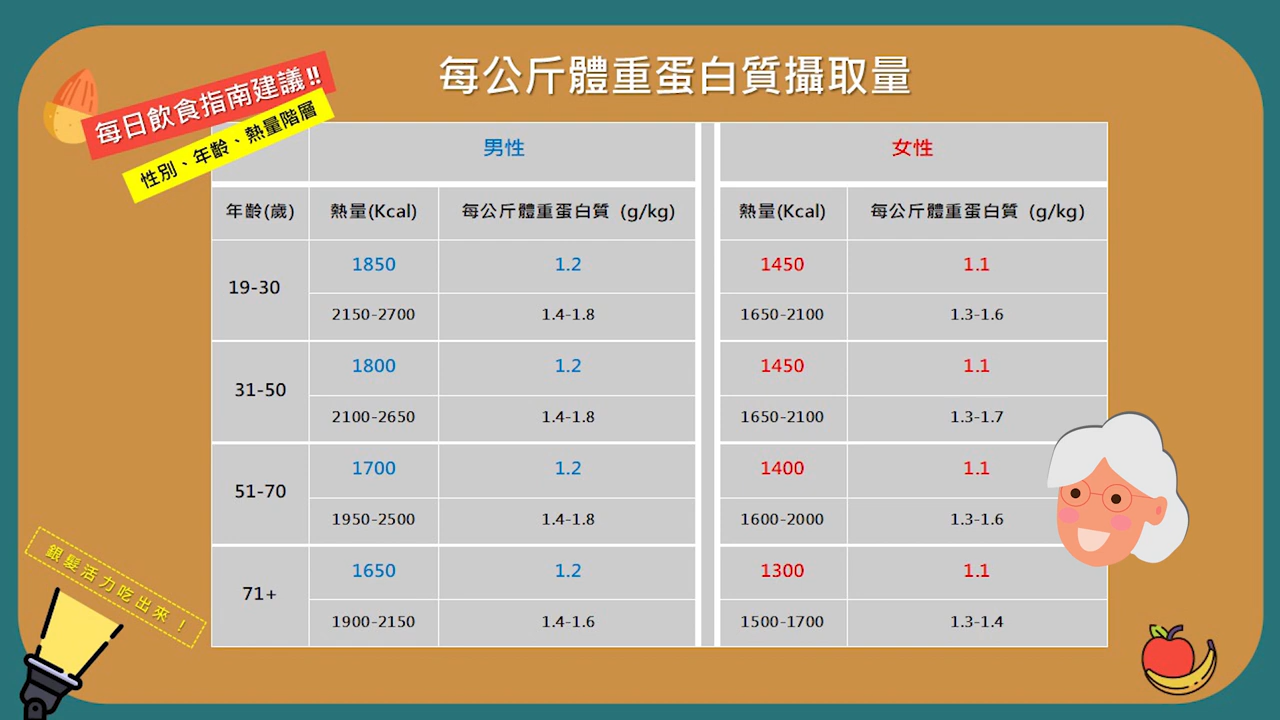 每公斤體重蛋白質攝取量
每日飲食指南建議!!
性別、年齡、熱量階層
男性 女性
年齡(歲) 熱量(Kcal) 每公斤體重蛋白質 (g/kg) 熱量(Kcal) 每公斤體重蛋白質 (g/kg)
19-30 1850 1.2 1450 1.1
2150-2700 1.4-1.8 1650-2100 1.3-1.6
31-50 1800 1.2 1450 1.1
2100-2650 1.4-1.8 1650-2100 1.3-1.7
51-70 1700 1.2 1400 1.1
1950-2500 1.4-1.8 1600-2000 1.3-1.6
71+ 1650 1.2 1300 1.1
1900-2150 1.4-1.6 1500-1700 1.3-1.4
銀髮活力吃出來！